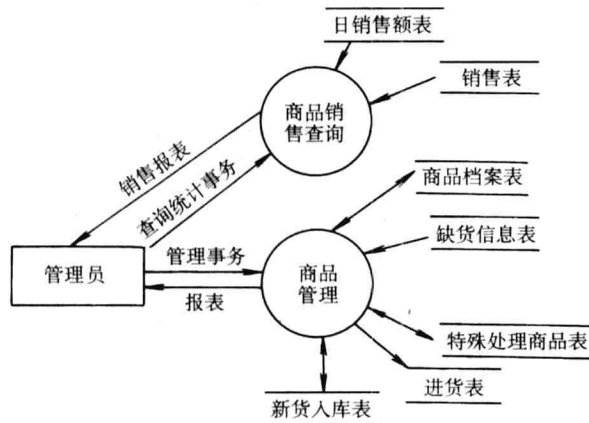 日销售额表
销售表
商品销
售查询
销售报表
查询统计事务
商品档案表
缺货信息表
管理员
管理事务
报表
商品
管理
特殊处理商品表
进货表
新货入库表